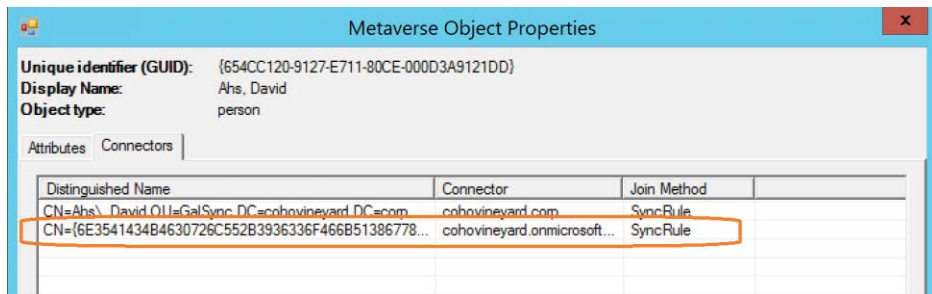 Metaverse Object Properties
x
Unique identifier (GUID): {654CC120-9127-E711-80CE-000D3A9121DD}
Display Name: Ahs, David
Object type: person
Attributes Connectors
Distinguished Name Connector Join Method
CN=Ahs\, David,OU=GalSync,DC=cohovineyard,DC=corp cohovineyard.corp SyncRule
CN={6E3541434B4630726C552B3936336F466B51386778... cohovineyard.onmicrosoft... SyncRule